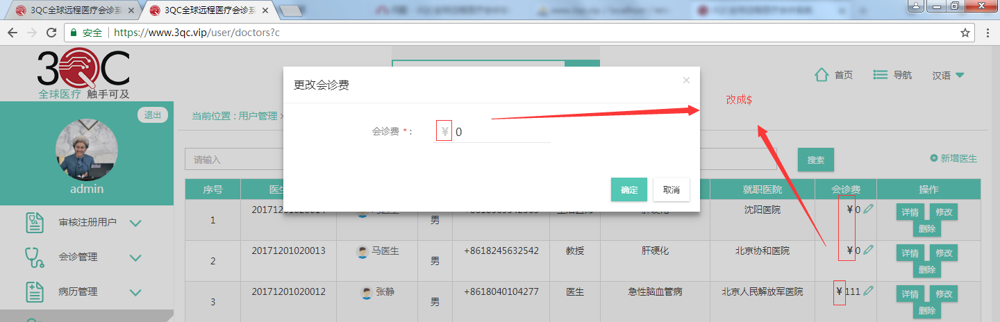 3QC全球远程医疗会诊系
3QC全球远程医疗会诊系
安全 https://www.3qc.vip/user/doctors?c
3QC
全球医疗 触手可及
首页 导航 汉语
更改会诊费 ×
改成$
退出
当前位置 : 用户管理
会诊费 * : ¥ 0
admin
请输入 搜索 新增医生
确定 取消
序号 医生 就职医院 会诊费 操作
1 男 沈阳医院 ¥ 0 详情 修改 删除
2 20171201020013 马医生 男 +8618245632542 教授 肝硬化 北京协和医院 ¥ 0 详情 修改 删除
3 20171201020012 张静 男 +8618040104277 医生 急性脑血管病 北京人民解放军医院 ¥ 111 详情 修改 删除
审核注册用户
会诊管理
病历管理